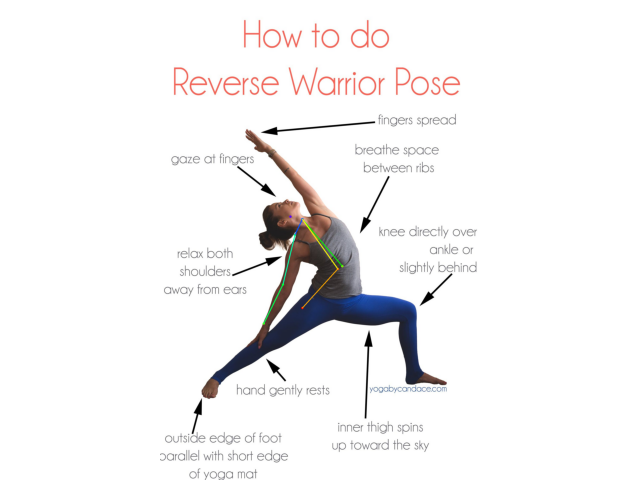 How to do
Reverse Warrior Pose
fingers spread
gaze at fingers
breathe space
between ribs
knee directly over
ankle or
slightly behind
relax both
shoulders
away from ears
hand gently rests
yogabycandace.com
inner thigh spins
up toward the sky
outside edge of foot
parallel with short edge
of yoga mat